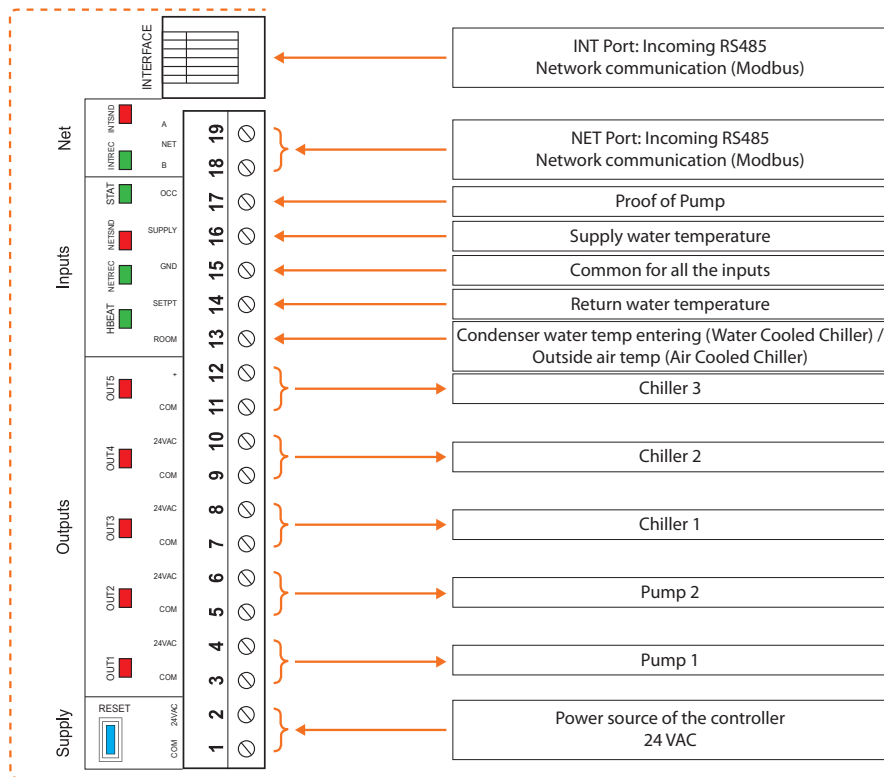 INTERFACE
INT Port: Incoming RS485
Network communication (Modbus)
Net
INTSND
INTREC
A
NET
B
19
18
NET Port: Incoming RS485
Network communication (Modbus)
Inputs
STAT
NETSND
NETREC
HBEAT
OCC
17
Proof of Pump
SUPPLY
16
Supply water temperature
GND
15
Common for all the inputs
SETPT
14
Return water temperature
ROOM
13
Condenser water temp entering (Water Cooled Chiller) /
Outside air temp (Air Cooled Chiller)
Outputs
OUT5
+
COM
12
11
Chiller 3
OUT4
24VAC
COM
10
9
Chiller 2
OUT3
24VAC
COM
8
7
Chiller 1
OUT2
24VAC
COM
6
5
Pump 2
OUT1
24VAC
COM
4
3
Pump 1
Supply
RESET
24VAC
COM
2
1
Power source of the controller
24 VAC